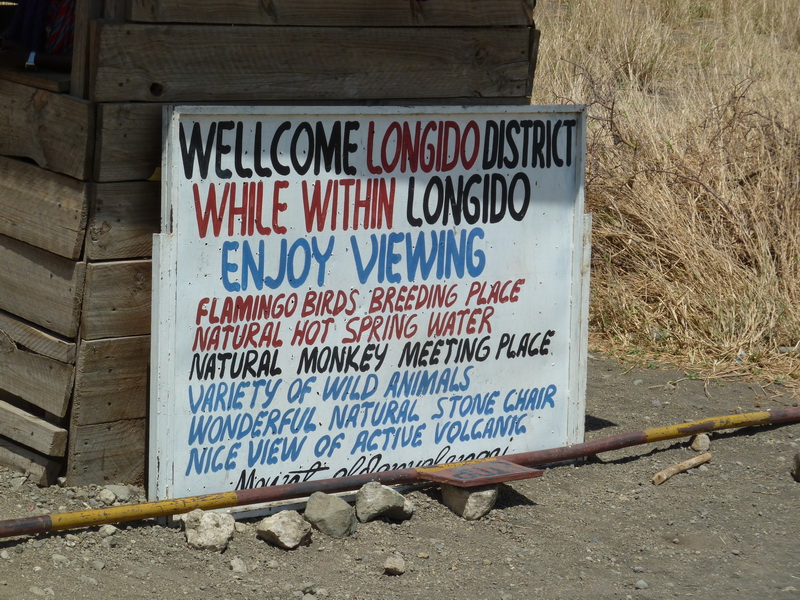 WELLCOME LONGIDO DISTRICT
WHILE WITHIN LONGIDO
ENJOY VIEWING
FLAMINGO BIRDS BREEDING PLACE
NATURAL HOT SPRING WATER
NATURAL MONKEY MEETING PLACE
VARIETY OF WILD ANIMALS
WONDERFUL NATURAL STONE CHAIR
NICE VIEW OF ACTIVE VOLCANIC
Mount